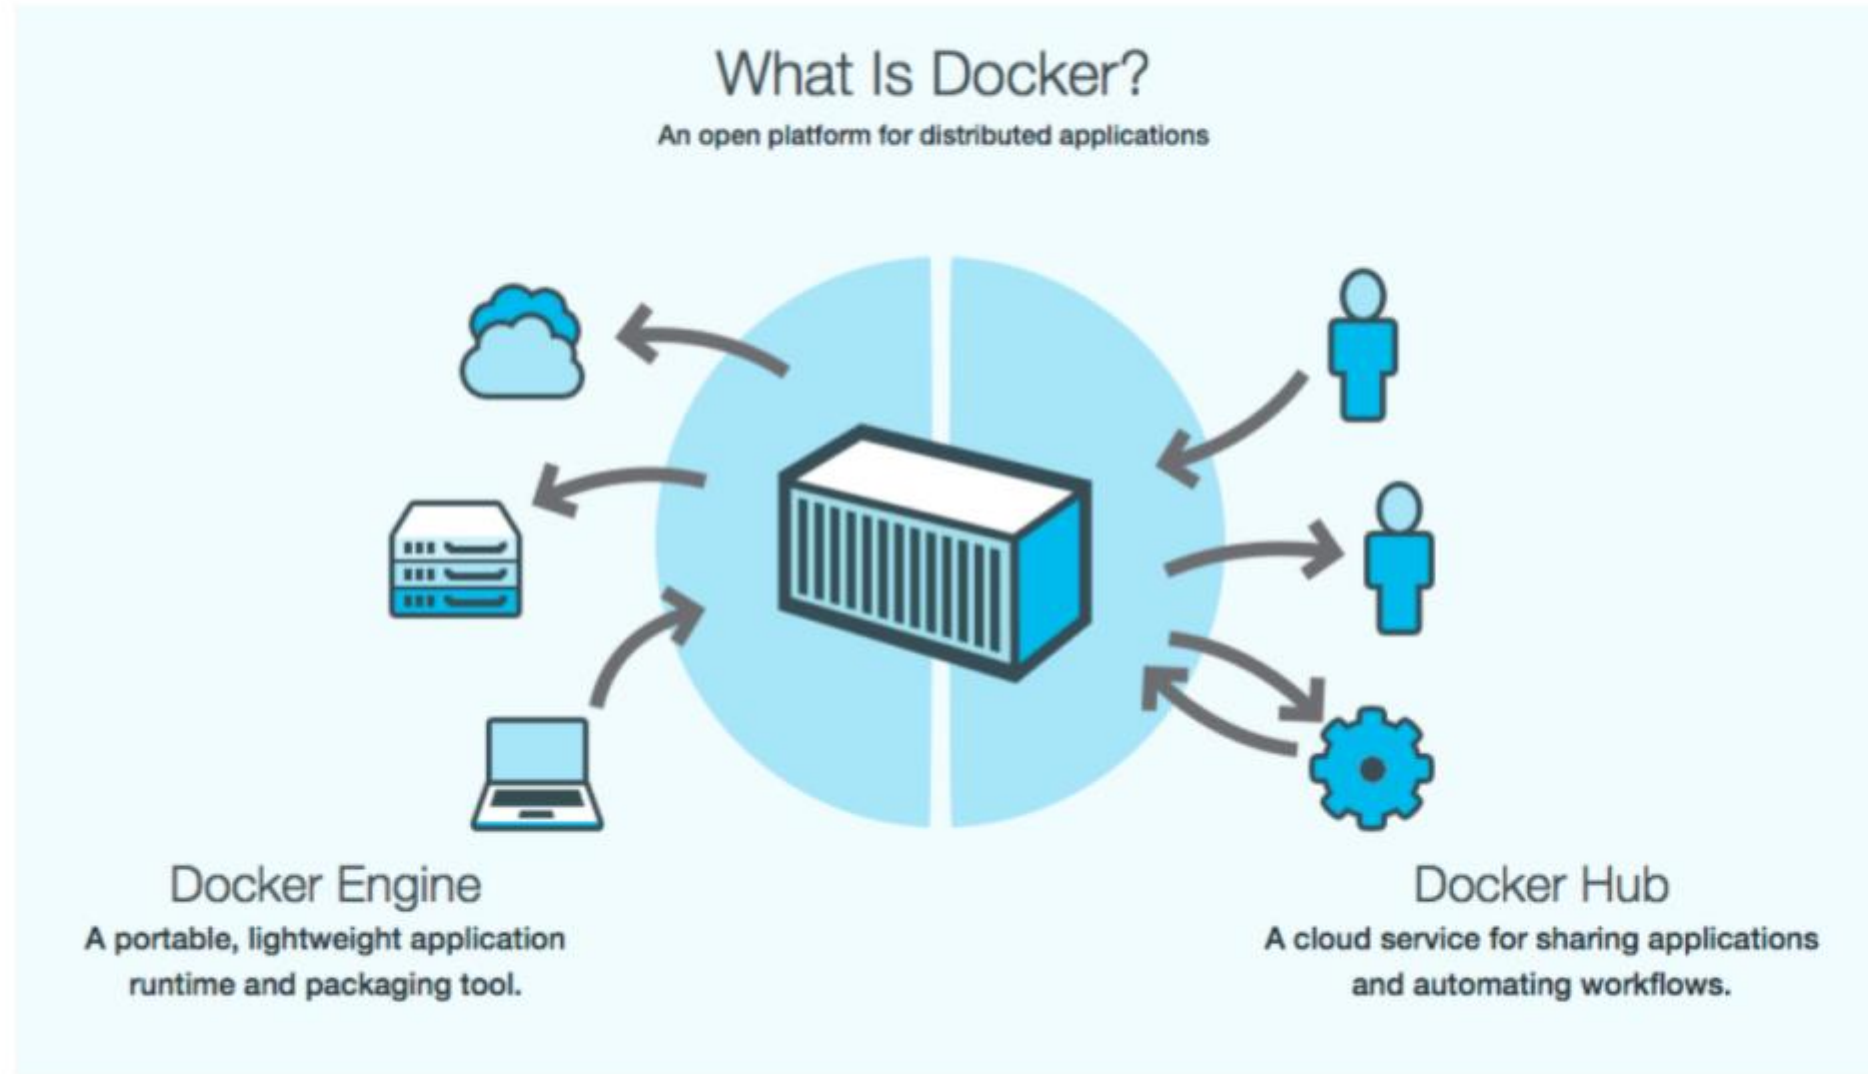 What Is Docker?
An open platform for distributed applications
Docker Engine
A portable, lightweight application
runtime and packaging tool.
Docker Hub
A cloud service for sharing applications
and automating workflows.